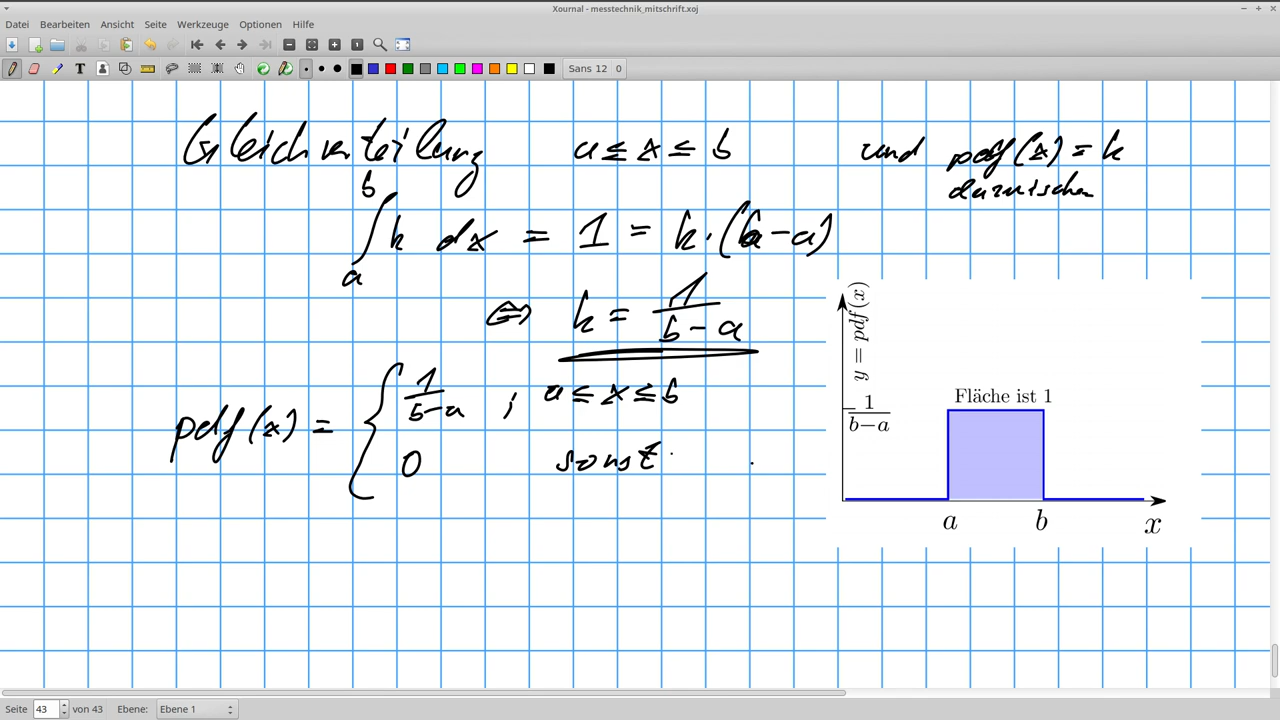 Xournal - messtechnik_mitschrift.xoj
Datei Bearbeiten Ansicht Seite Werkzeuge Optionen Hilfe
Sans 12 0
Gleichverteilung a ≤ x ≤ b und pdf(x) = k
dazwischen
∫_a^b k dx = 1 = k·(b-a)
⇔ k = 1/(b-a)
pdf(x) = { 1/(b-a) ; a ≤ x ≤ b
0 sonst
y = pdf(x)
Fläche ist 1
1/(b−a)
a b x
Seite 43 von 43 Ebene: Ebene 1